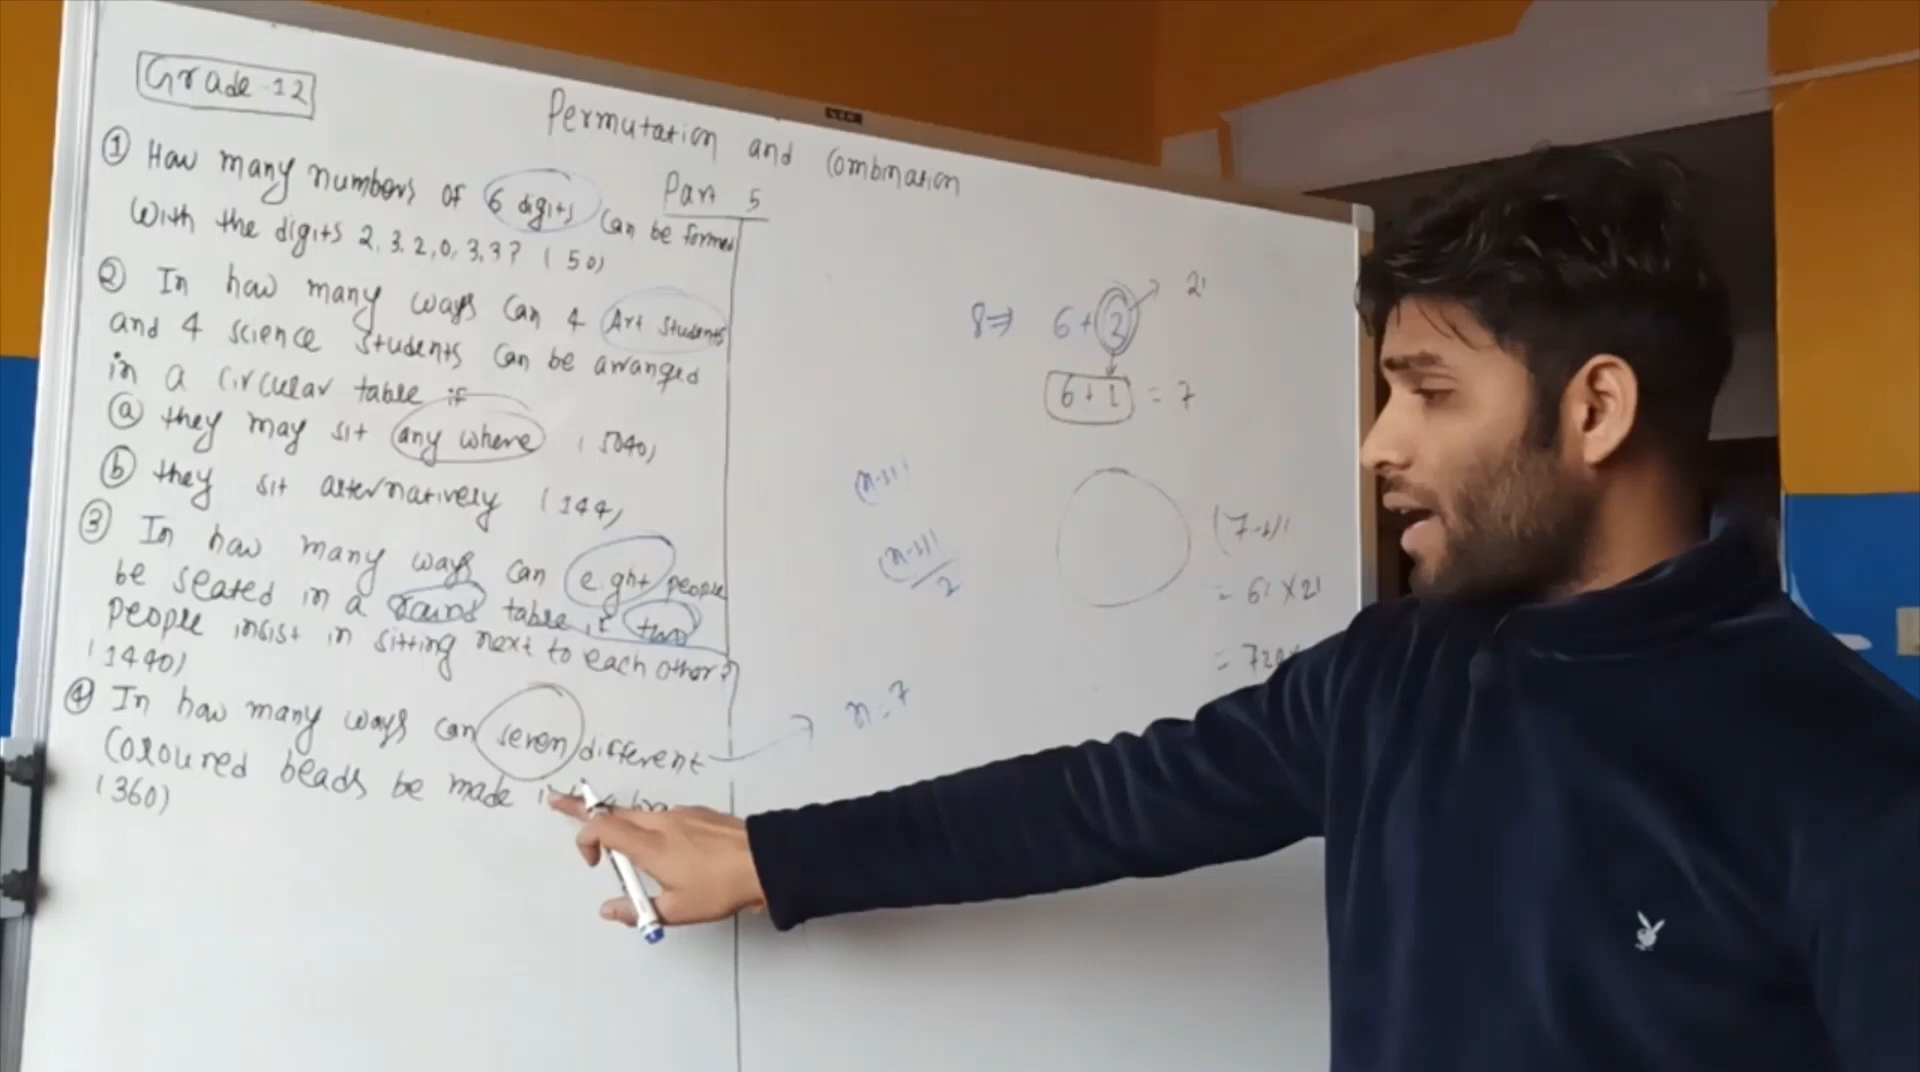 Grade-12
Permutation and Combination
Part 5
① How many numbers of 6 digits can be formed
with the digits 2, 3, 2, 0, 3, 3? (50)
② In how many ways can 4 Art students
and 4 science students can be arranged
in a circular table if
ⓐ they may sit any where (5040)
ⓑ they sit alternatively (144)
③ In how many ways can eight people
be seated in a round table if two
people insist in sitting next to each other?
(1440)
④ In how many ways can seven different
coloured beads be made
(360)
8⇒ 6+2 → 2!
6+1 = 7
(n-1)!
(n-1)!
2
(7-1)!
= 6! × 2!
= 720
n=7